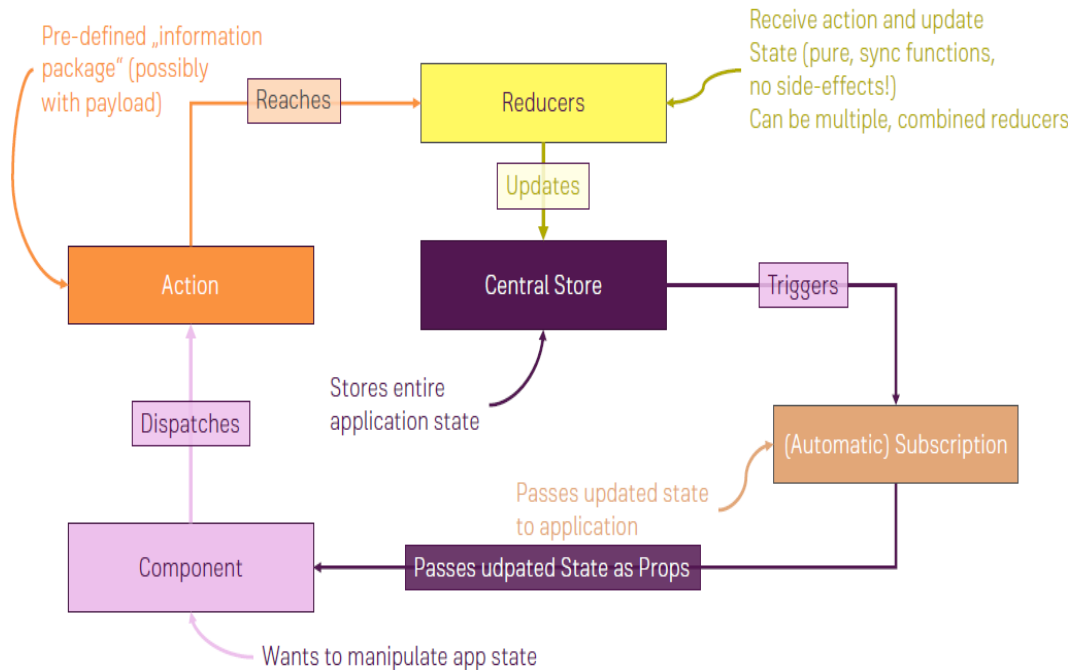 Pre-defined „information
package“ (possibly
with payload)
Reaches
Reducers
Receive action and update
State (pure, sync functions,
no side-effects!)
Can be multiple, combined reducers
Updates
Action
Central Store
Triggers
Stores entire
application state
Dispatches
(Automatic) Subscription
Passes updated state
to application
Component
Passes udpated State as Props
Wants to manipulate app state